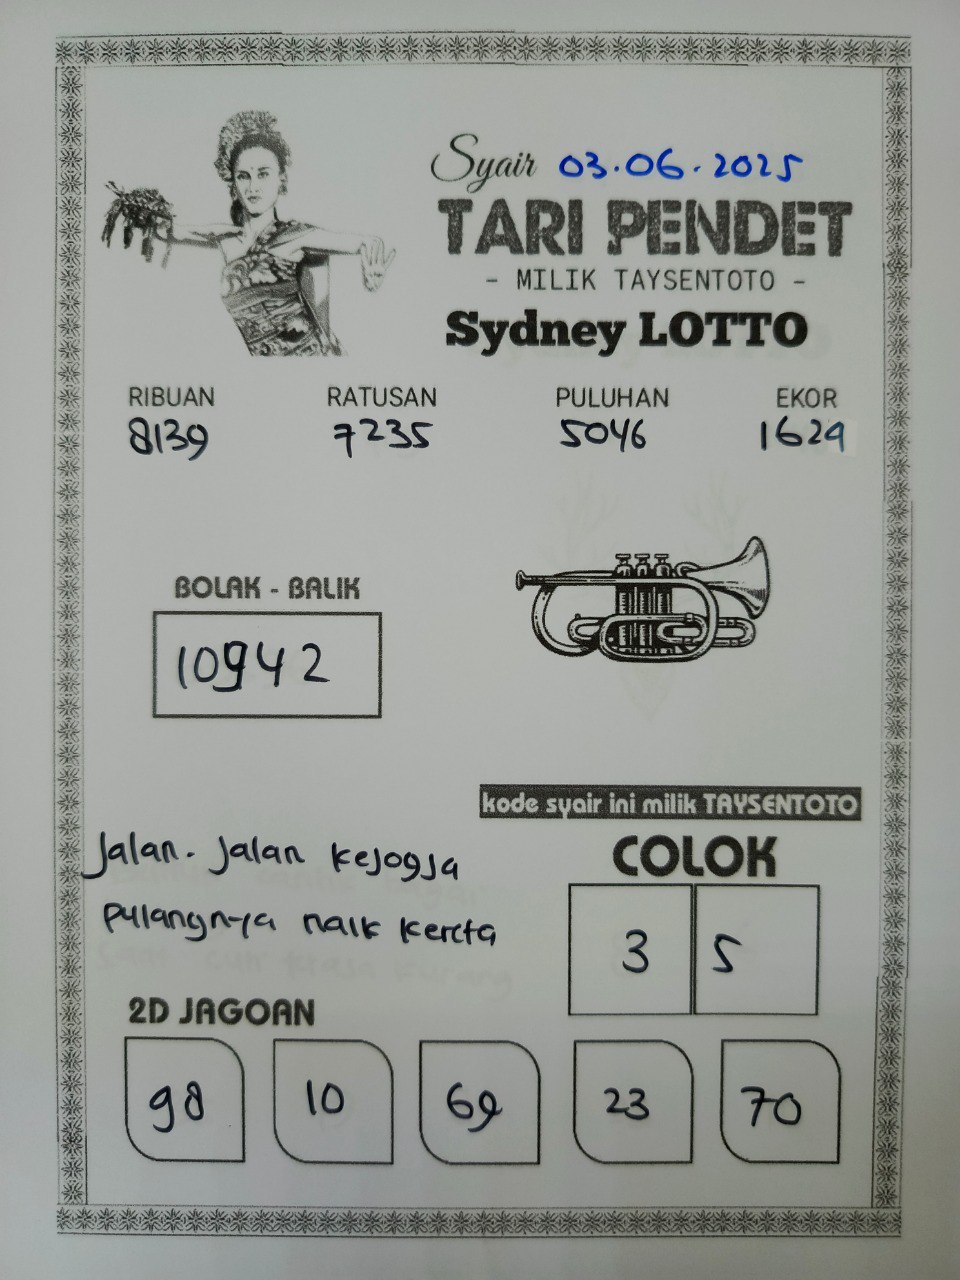 Syair 03.06.2025
TARI PENDET
- MILIK TAYSENTOTO -
Sydney LOTTO
RIBUAN RATUSAN PULUHAN EKOR
8139 7235 5046 1629
BOLAK - BALIK
10942
kode syair ini milik TAYSENTOTO
COLOK
3 5
Jalan. Jalan keJogJa
pulangnya naik kereta
2D JAGOAN
98 10 69 23 70